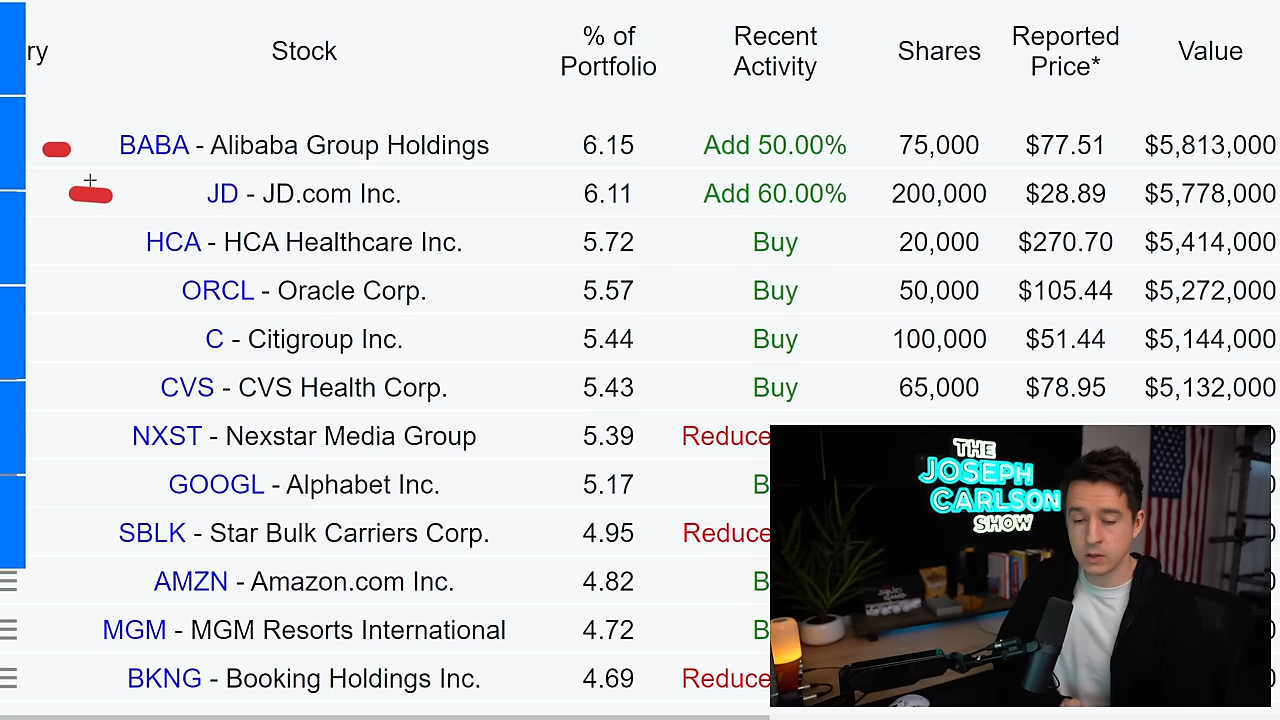 ry Stock % of Portfolio Recent Activity Shares Reported Price* Value
BABA - Alibaba Group Holdings 6.15 Add 50.00% 75,000 $77.51 $5,813,000
JD - JD.com Inc. 6.11 Add 60.00% 200,000 $28.89 $5,778,000
HCA - HCA Healthcare Inc. 5.72 Buy 20,000 $270.70 $5,414,000
ORCL - Oracle Corp. 5.57 Buy 50,000 $105.44 $5,272,000
C - Citigroup Inc. 5.44 Buy 100,000 $51.44 $5,144,000
CVS - CVS Health Corp. 5.43 Buy 65,000 $78.95 $5,132,000
NXST - Nexstar Media Group 5.39 Reduce
GOOGL - Alphabet Inc. 5.17 B
SBLK - Star Bulk Carriers Corp. 4.95 Reduce
AMZN - Amazon.com Inc. 4.82 B
MGM - MGM Resorts International 4.72 B
BKNG - Booking Holdings Inc. 4.69 Reduce
THE
JOSEPH
CARLSON
SHOW